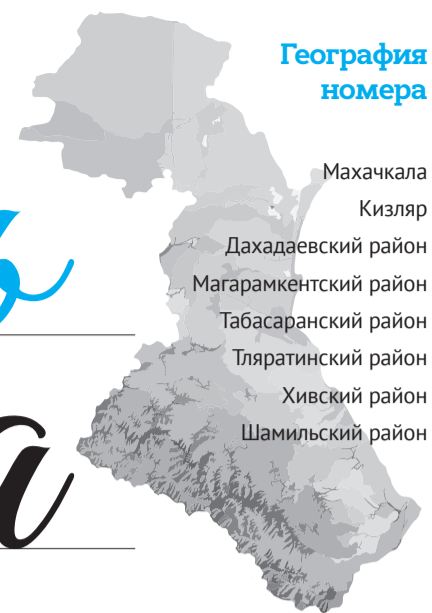 География
номера
Махачкала
Кизляр
Дахадаевский район
Магарамкентский район
Табасаранский район
Тляратинский район
Хивский район
Шамильский район
ь
а